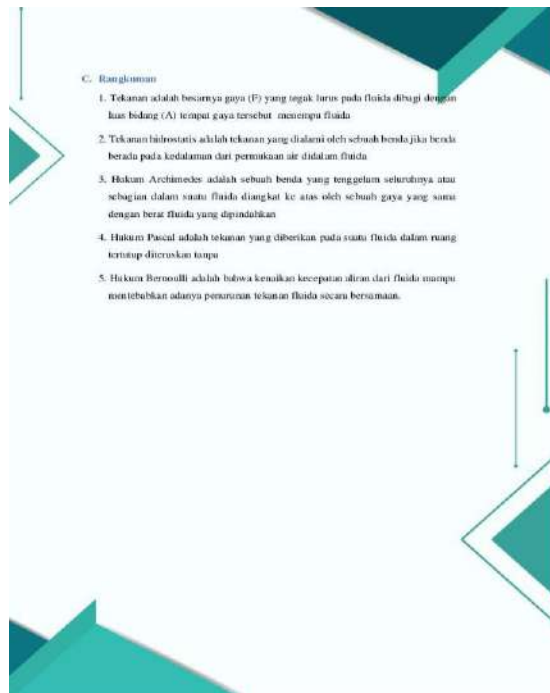 C. Rangkuman
1. Tekanan adalah besarnya gaya (F) yang tegak lurus pada fluida dibagi dengan
luas bidang (A) tempat gaya tersebut menempu fluida
2. Tekanan hidrostatis adalah tekanan yang dialami oleh sebuah benda jika benda
berada pada kedalaman dari permukaan air didalam fluida
3. Hukum Archimedes adalah sebuah benda yang tenggelam seluruhnya atau
sebagian dalam suatu fluida diangkat ke atas oleh sebuah gaya yang sama
dengan berat fluida yang dipindahkan
4. Hukum Pascal adalah tekanan yang diberikan pada suatu fluida dalam ruang
tertutup diteruskan tanpa
5. Hukum Bernoulli adalah bahwa kenaikan kecepatan aliran dari fluida mampu
mentebabkan adanya penurunan tekanan fluida secara bersamaan.